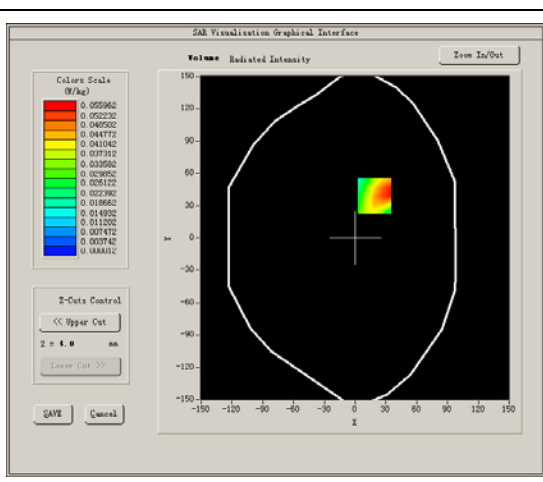 SAR Visualisation Graphical Interface
Volume Radiated Intensity
Zoom In/Out
Colors Scale
(W/kg)
0.055962
0.052232
0.048502
0.044772
0.041042
0.037312
0.033582
0.029852
0.026122
0.022392
0.018662
0.014932
0.011202
0.007472
0.003742
0.000012
150
120
90
60
30
0
-30
-60
-90
-120
-150
Y
-150 -120 -90 -60 -30 0 30 60 90 120 150
X
Z-Cuts Control
<< Upper Cut
Z = 4.0 mm
Lower Cut >>
SAVE Cancel